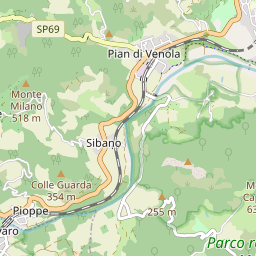 SP69
Pian di Venola
Monte
Milano
518 m
Sibano
Colle Guarda
354 m
Pioppe
255 m
Parco